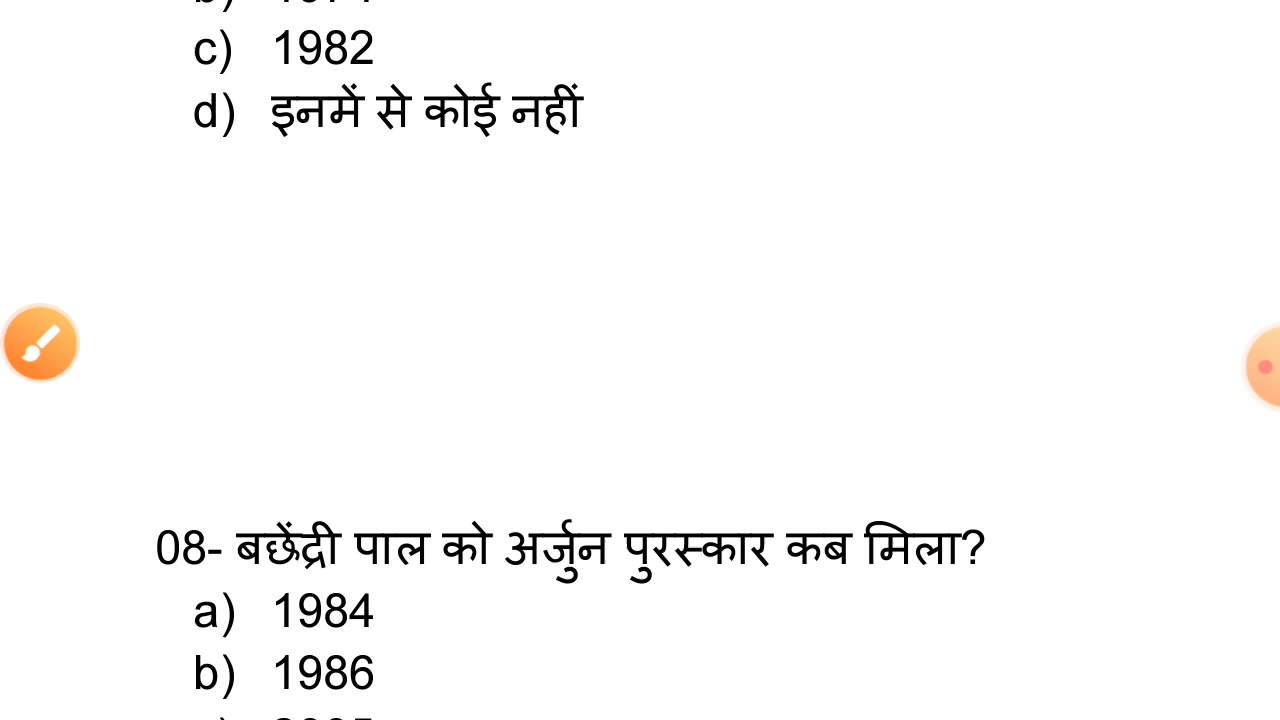 c) 1982
d) इनमें से कोई नहीं
08- बछेंद्री पाल को अर्जुन पुरस्कार कब मिला?
a) 1984
b) 1986